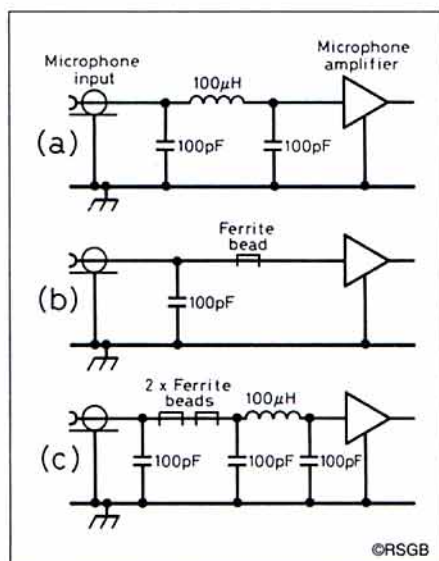 Microphone
input
100μH
Microphone
amplifier
(a)
100pF
100pF
Ferrite
bead
(b)
100pF
2 x Ferrite
beads
100μH
(c)
100pF
100pF
100pF
©RSGB